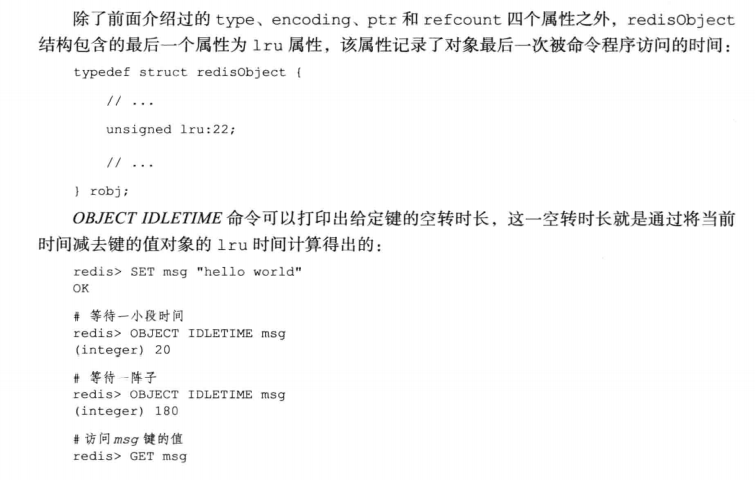 除了前面介绍过的 type、encoding、ptr 和 refcount 四个属性之外，redisObject
结构包含的最后一个属性为 lru 属性，该属性记录了对象最后一次被命令程序访问的时间：
typedef struct redisObject {
// ...
unsigned lru:22;
// ...
} robj;
OBJECT IDLETIME 命令可以打印出给定键的空转时长，这一空转时长就是通过将当前
时间减去键的值对象的 lru 时间计算得出的：
redis> SET msg "hello world"
OK
# 等待一小段时间
redis> OBJECT IDLETIME msg
(integer) 20
# 等待一阵子
redis> OBJECT IDLETIME msg
(integer) 180
# 访问 msg 键的值
redis> GET msg